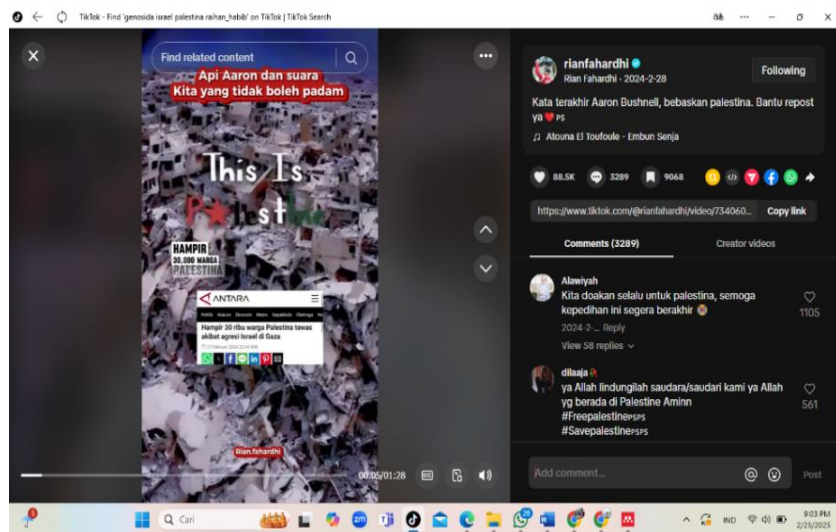 TikTok - Find 'genosida israel palestina raihan_habib' on TikTok | TikTok Search
Find related content
Api Aaron dan suara
Kita yang tidak boleh padam
This Is
Palestine
HAMPIR
30.000 WARGA
PALESTINA
ANTARA
Hampir 30 ribu warga Palestina tewas
akibat agresi Israel di Gaza
Rian.fahardhi
00:05/01:28
rianfahardhi
Rian Fahardhi · 2024-2-28
Following
Kata terakhir Aaron Bushnell, bebaskan palestina. Bantu repost
ya ❤️ PS
♫ Atouna El Toufoule - Embun Senja
88.5K
3289
9068
https://www.tiktok.com/@rianfahardhi/video/734060...
Copy link
Comments (3289)
Creator videos
Alawiyah
Kita doakan selalu untuk palestina, semoga
kepedihan ini segera berakhir
1105
2024-2-... Reply
View 58 replies
dilaaja
ya Allah lindungilah saudara/saudari kami ya Allah
yg berada di Palestine Aminn
#FreepalestinePSPS
#SavepalestinePSPS
561
Add comment...
Post
Cari
IND
9:03 PM
2/25/2025